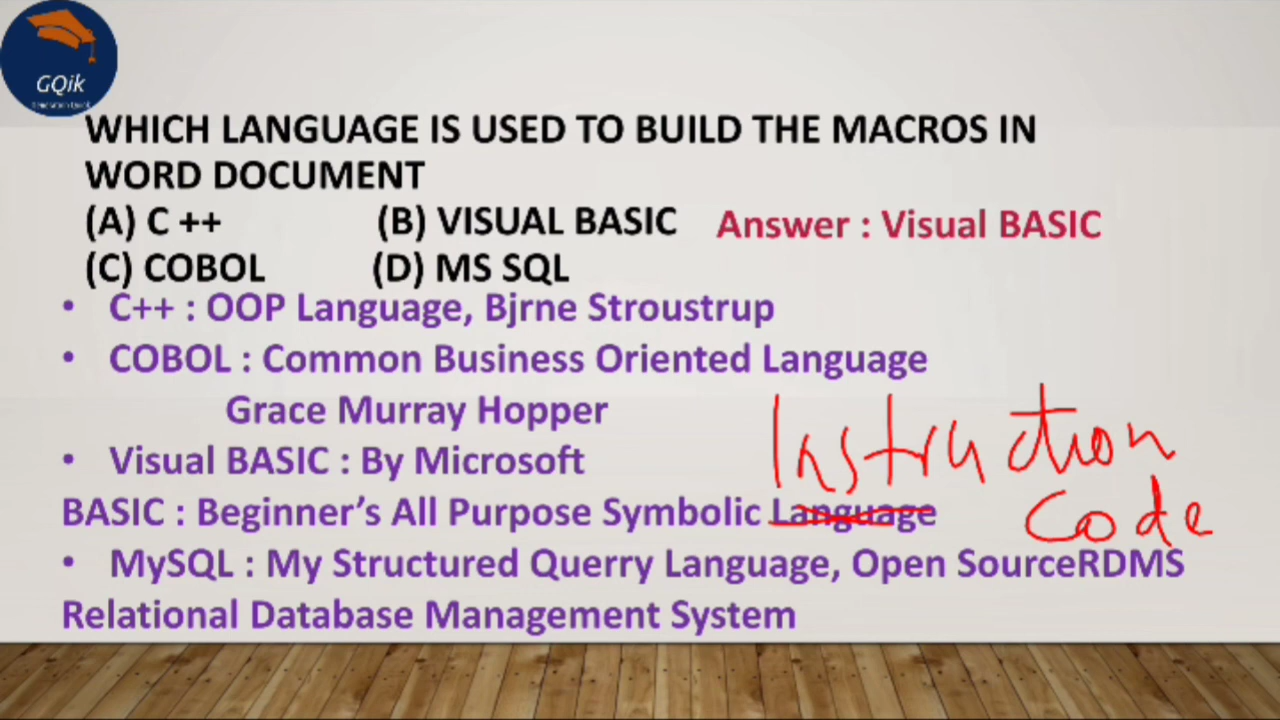 GQik
Generation Quick
WHICH LANGUAGE IS USED TO BUILD THE MACROS IN
WORD DOCUMENT
(A) C ++ (B) VISUAL BASIC Answer : Visual BASIC
(C) COBOL (D) MS SQL
• C++ : OOP Language, Bjrne Stroustrup
• COBOL : Common Business Oriented Language
Grace Murray Hopper
• Visual BASIC : By Microsoft
Instruction
BASIC : Beginner’s All Purpose Symbolic Language
Code
• MySQL : My Structured Querry Language, Open SourceRDMS
Relational Database Management System